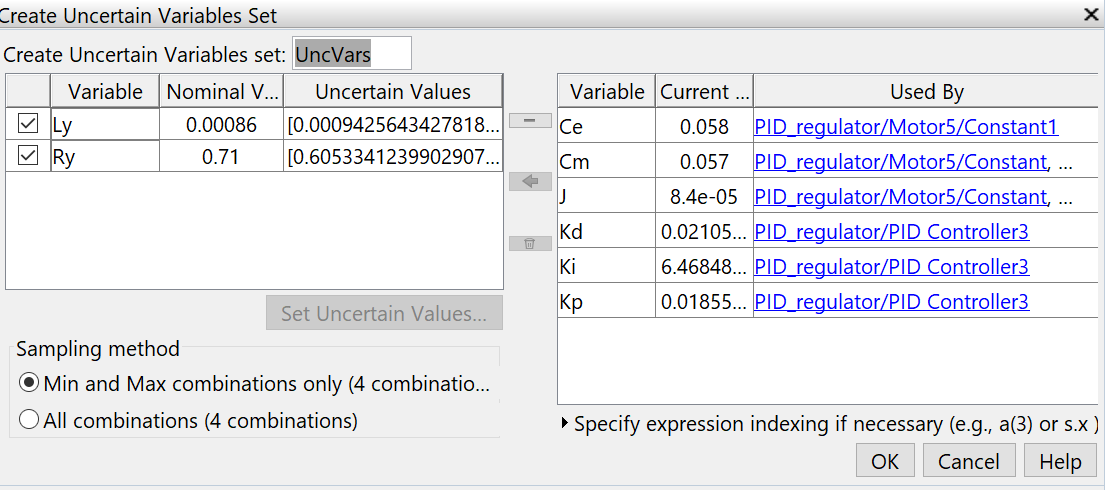 Create Uncertain Variables Set
Create Uncertain Variables set: UncVars
Variable Nominal V... Uncertain Values
Ly 0.00086 [0.0009425643427818...
Ry 0.71 [0.6053341239902907...
Set Uncertain Values...
Sampling method
Min and Max combinations only (4 combinatio...
All combinations (4 combinations)
Variable Current ... Used By
Ce 0.058 PID_regulator/Motor5/Constant1
Cm 0.057 PID_regulator/Motor5/Constant, ...
J 8.4e-05 PID_regulator/Motor5/Constant, ...
Kd 0.02105... PID_regulator/PID Controller3
Ki 6.46848... PID_regulator/PID Controller3
Kp 0.01855... PID_regulator/PID Controller3
Specify expression indexing if necessary (e.g., a(3) or s.x )
OK Cancel Help